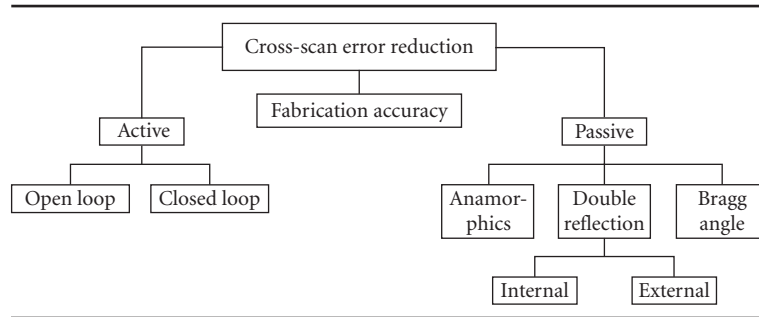 Cross-scan error reduction
Fabrication accuracy
Active
Passive
Open loop
Closed loop
Anamor-
phics
Double
reflection
Bragg
angle
Internal
External